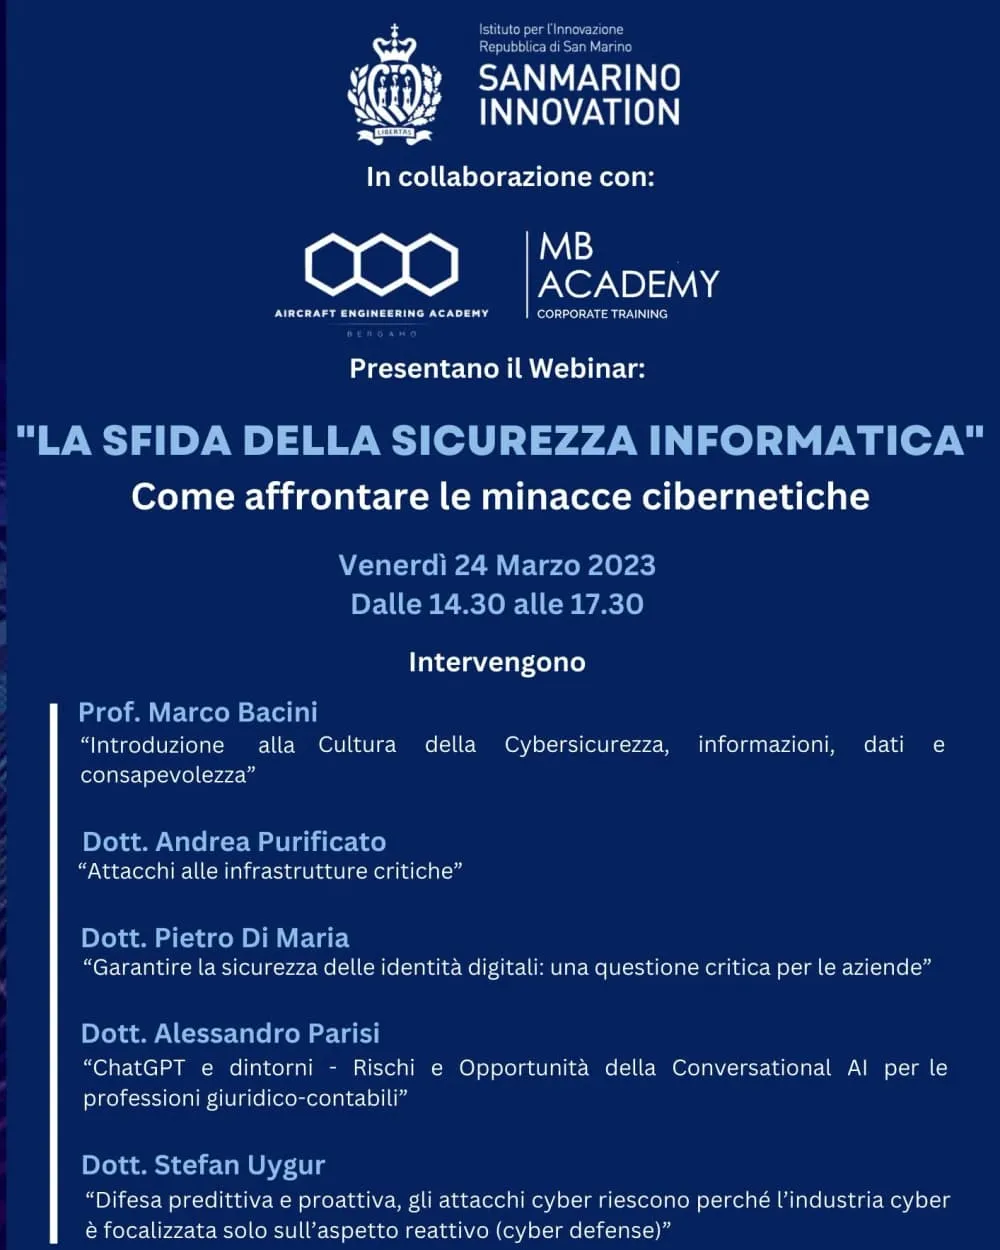 Istituto per l'Innovazione
Repubblica di San Marino
SANMARINO
INNOVATION
LIBERTAS
In collaborazione con:
AIRCRAFT ENGINEERING ACADEMY
BERGAMO
MB
ACADEMY
CORPORATE TRAINING
Presentano il Webinar:
"LA SFIDA DELLA SICUREZZA INFORMATICA"
Come affrontare le minacce cibernetiche
Venerdì 24 Marzo 2023
Dalle 14.30 alle 17.30
Intervengono
Prof. Marco Bacini
“Introduzione alla Cultura della Cybersicurezza, informazioni, dati e
consapevolezza”
Dott. Andrea Purificato
“Attacchi alle infrastrutture critiche”
Dott. Pietro Di Maria
“Garantire la sicurezza delle identità digitali: una questione critica per le aziende”
Dott. Alessandro Parisi
“ChatGPT e dintorni - Rischi e Opportunità della Conversational AI per le
professioni giuridico-contabili”
Dott. Stefan Uygur
“Difesa predittiva e proattiva, gli attacchi cyber riescono perché l’industria cyber
è focalizzata solo sull’aspetto reattivo (cyber defense)”